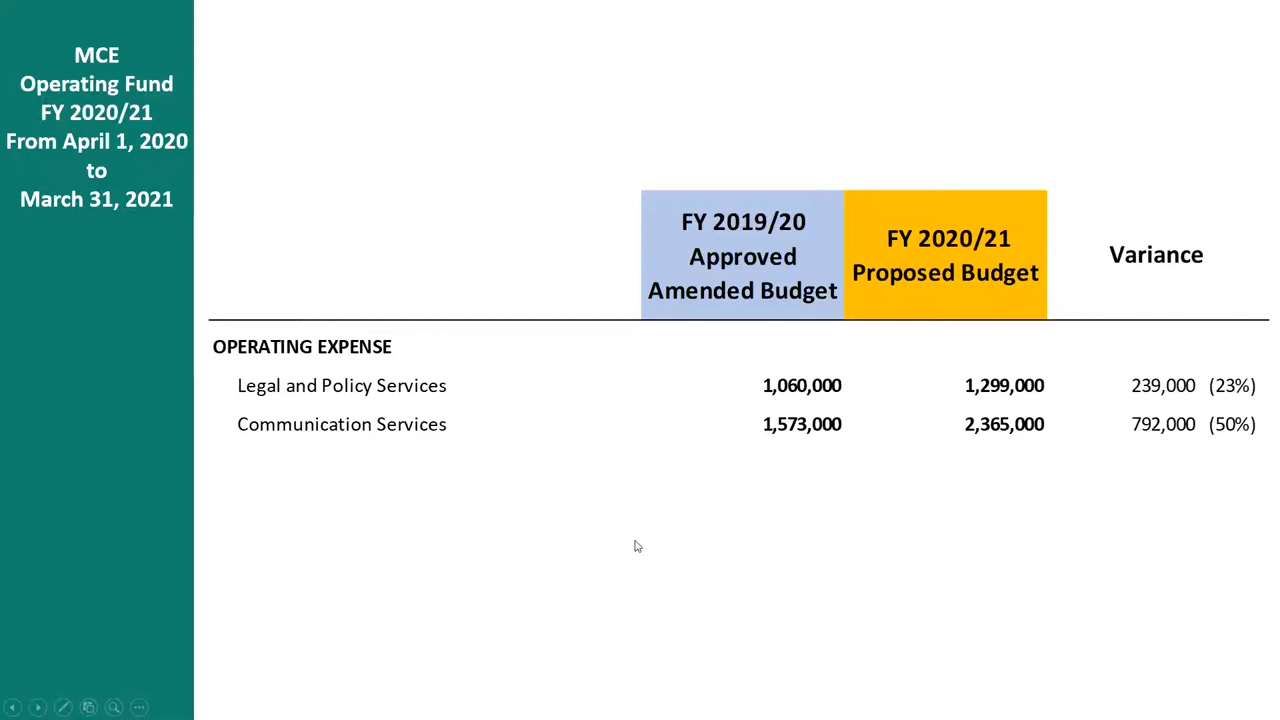 MCE
Operating Fund
FY 2020/21
From April 1, 2020
to
March 31, 2021
FY 2019/20
Approved
Amended Budget
FY 2020/21
Proposed Budget
Variance
OPERATING EXPENSE
Legal and Policy Services 1,060,000 1,299,000 239,000 (23%)
Communication Services 1,573,000 2,365,000 792,000 (50%)